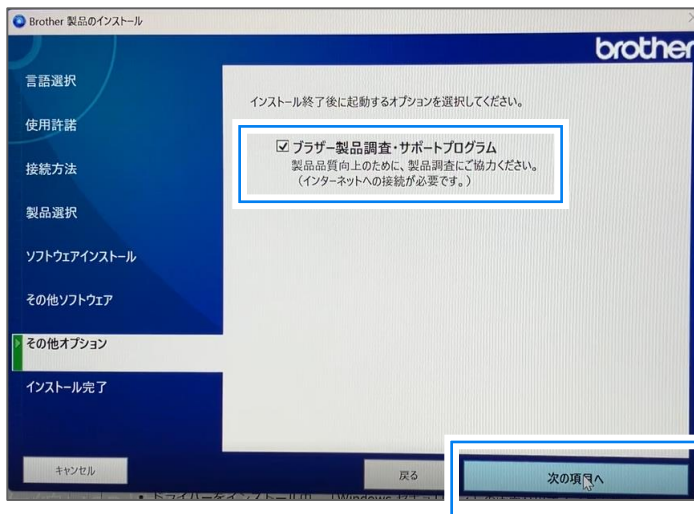 Brother 製品のインストール
brother
言語選択
使用許諾
接続方法
製品選択
ソフトウェアインストール
その他ソフトウェア
その他オプション
インストール完了
インストール終了後に起動するオプションを選択してください。
ブラザー製品調査・サポートプログラム
製品品質向上のために、製品調査にご協力ください。
（インターネットへの接続が必要です。）
キャンセル
戻る
次の項目へ